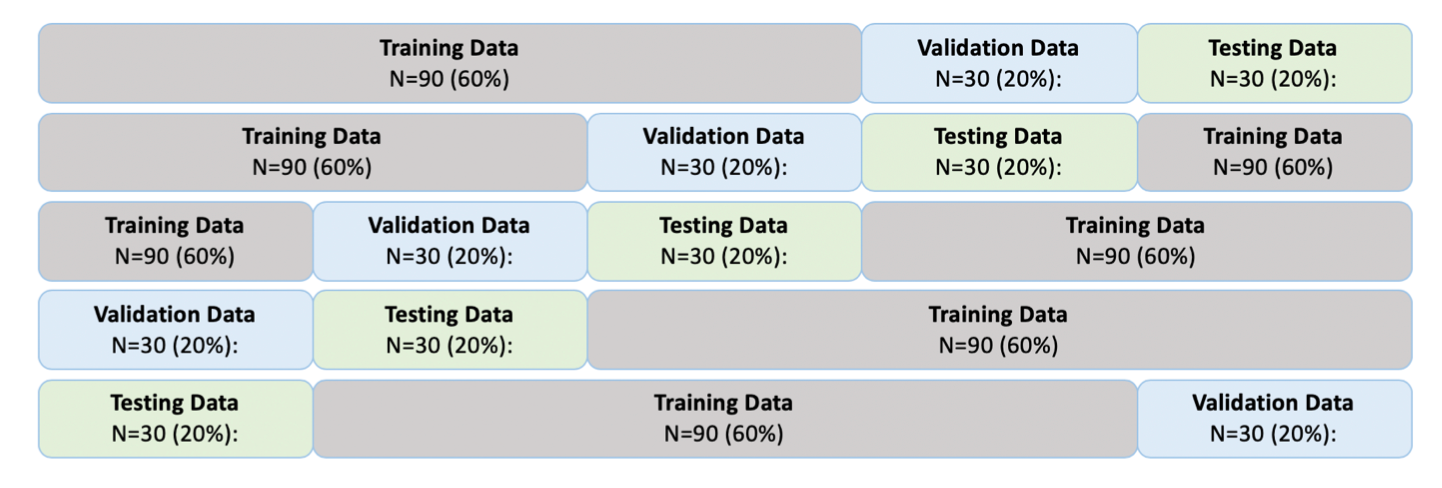 Training Data
N=90 (60%)
Validation Data
N=30 (20%):
Testing Data
N=30 (20%):
Training Data
N=90 (60%)
Validation Data
N=30 (20%):
Testing Data
N=30 (20%):
Training Data
N=90 (60%)
Training Data
N=90 (60%)
Validation Data
N=30 (20%):
Testing Data
N=30 (20%):
Training Data
N=90 (60%)
Validation Data
N=30 (20%):
Testing Data
N=30 (20%):
Training Data
N=90 (60%)
Testing Data
N=30 (20%):
Training Data
N=90 (60%)
Validation Data
N=30 (20%):